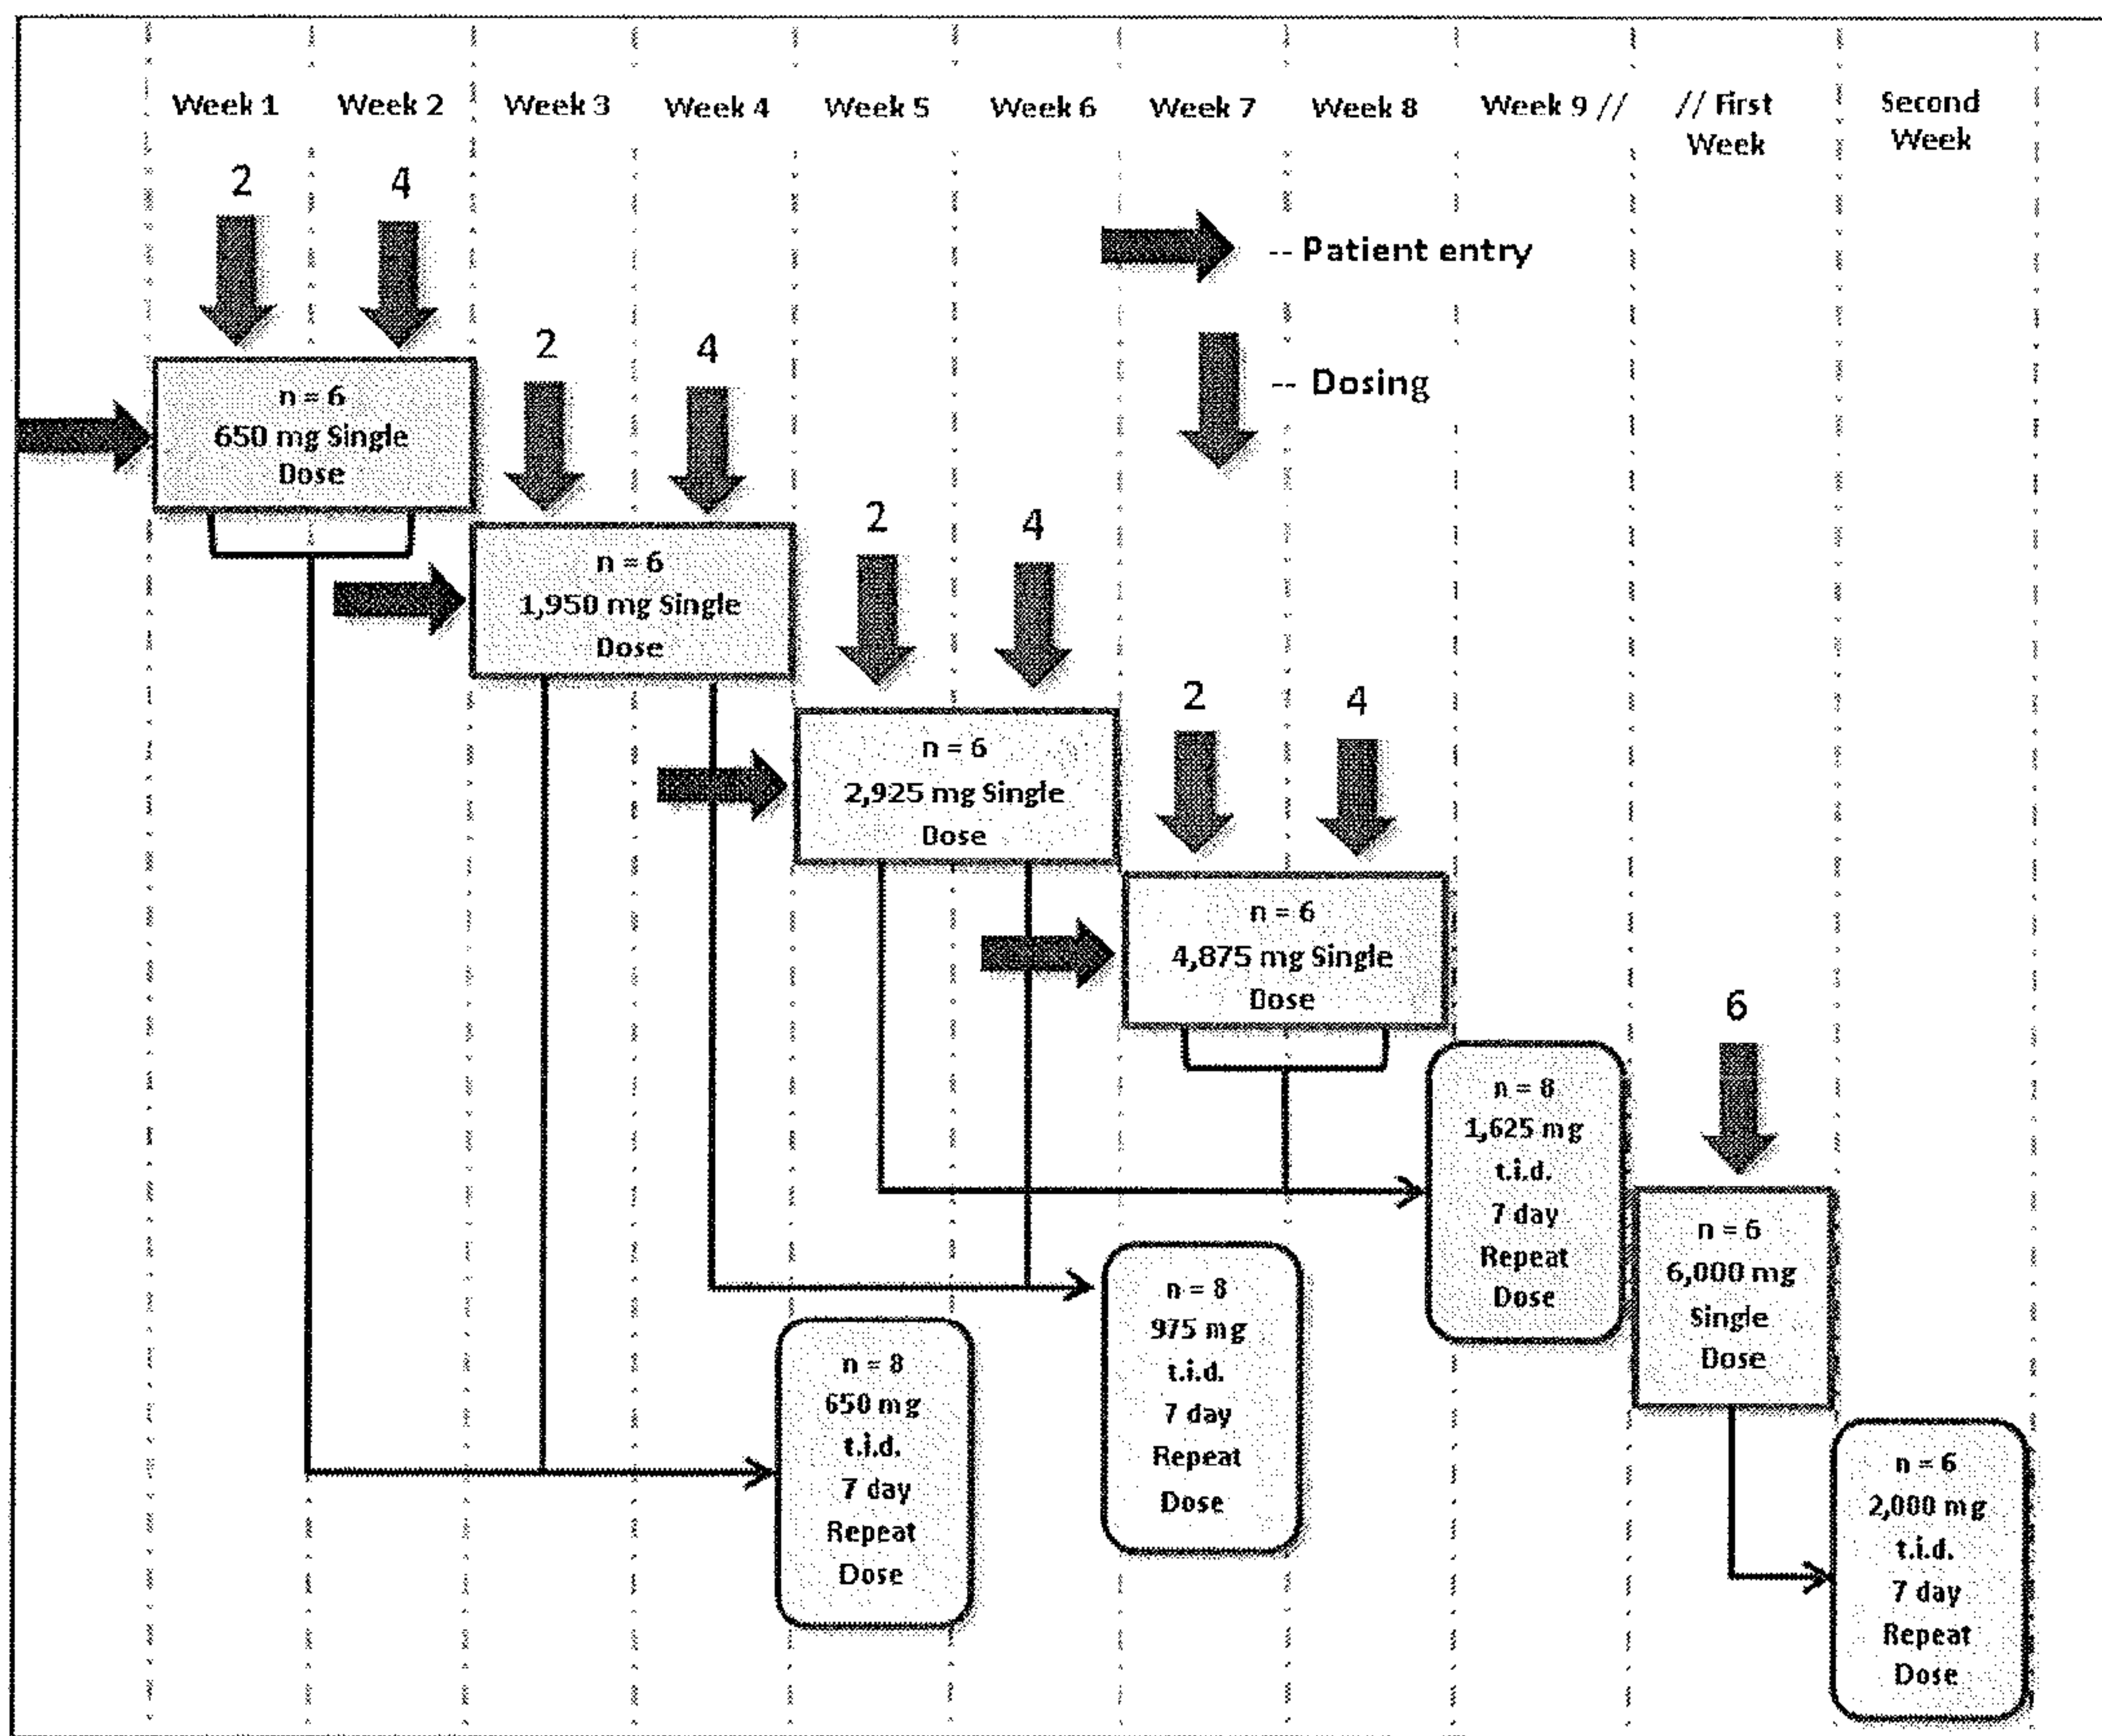 Week 1
Week 2
Week 3
Week 4
Week 5
Week 6
Week 7
Week 8
Week 9 //
// First
Week
Second
Week
2
4
-- Patient entry
-- Dosing
n = 6
650 mg Single
Dose
2
4
n = 6
1,950 mg Single
Dose
2
4
n = 6
2,925 mg Single
Dose
2
4
n = 6
4,875 mg Single
Dose
n = 8
1,625 mg
t.i.d.
7 day
Repeat
Dose
6
n = 6
6,000 mg
Single
Dose
n = 8
975 mg
t.i.d.
7 day
Repeat
Dose
n = 8
650 mg
t.i.d.
7 day
Repeat
Dose
n = 6
2,000 mg
t.i.d.
7 day
Repeat
Dose